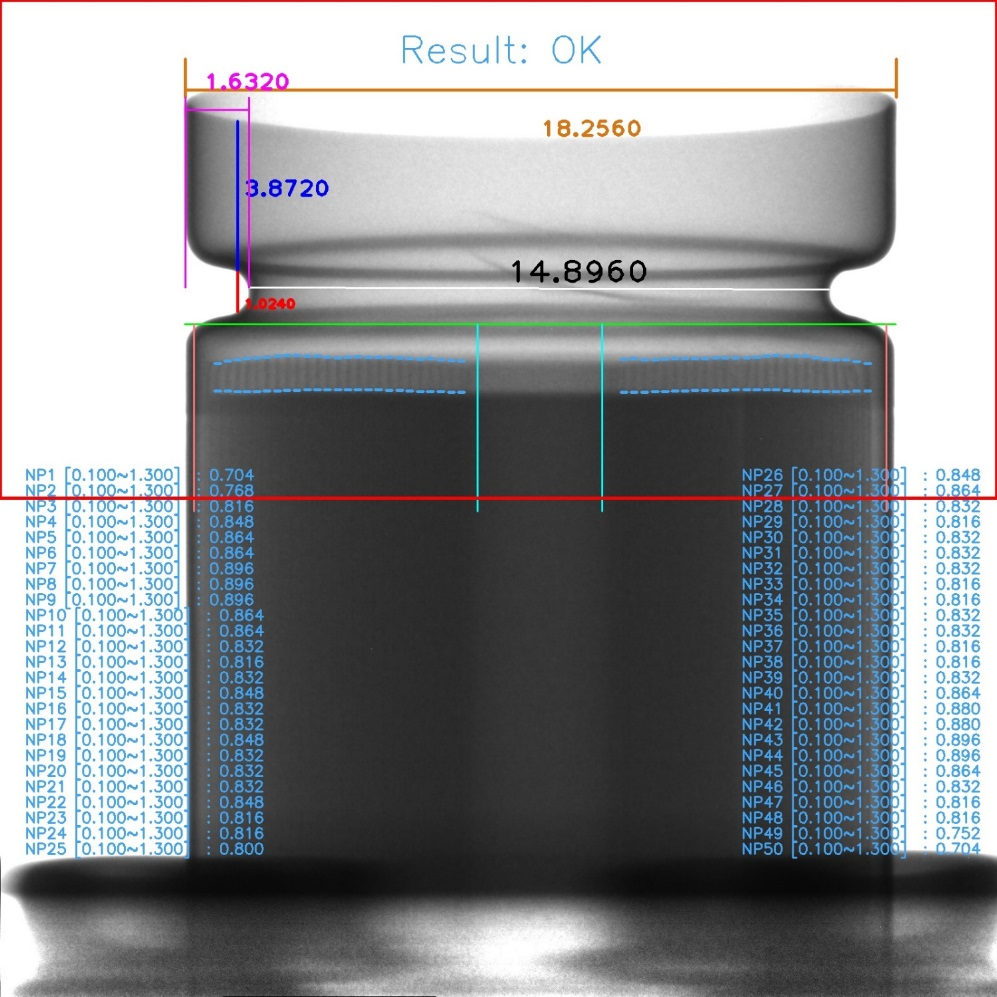 Result: OK
1.6320
18.2560
3.8720
14.8960
1.0240
NP1 [0.100~1.300] : 0.704
NP2 [0.100~1.300] : 0.768
NP3 [0.100~1.300] : 0.816
NP4 [0.100~1.300] : 0.848
NP5 [0.100~1.300] : 0.864
NP6 [0.100~1.300] : 0.864
NP7 [0.100~1.300] : 0.896
NP8 [0.100~1.300] : 0.896
NP9 [0.100~1.300] : 0.896
NP10 [0.100~1.300] : 0.864
NP11 [0.100~1.300] : 0.864
NP12 [0.100~1.300] : 0.832
NP13 [0.100~1.300] : 0.816
NP14 [0.100~1.300] : 0.832
NP15 [0.100~1.300] : 0.848
NP16 [0.100~1.300] : 0.832
NP17 [0.100~1.300] : 0.832
NP18 [0.100~1.300] : 0.848
NP19 [0.100~1.300] : 0.832
NP20 [0.100~1.300] : 0.832
NP21 [0.100~1.300] : 0.832
NP22 [0.100~1.300] : 0.848
NP23 [0.100~1.300] : 0.816
NP24 [0.100~1.300] : 0.816
NP25 [0.100~1.300] : 0.800
NP26 [0.100~1.300] : 0.848
NP27 [0.100~1.300] : 0.864
NP28 [0.100~1.300] : 0.832
NP29 [0.100~1.300] : 0.816
NP30 [0.100~1.300] : 0.832
NP31 [0.100~1.300] : 0.832
NP32 [0.100~1.300] : 0.832
NP33 [0.100~1.300] : 0.816
NP34 [0.100~1.300] : 0.816
NP35 [0.100~1.300] : 0.832
NP36 [0.100~1.300] : 0.832
NP37 [0.100~1.300] : 0.816
NP38 [0.100~1.300] : 0.816
NP39 [0.100~1.300] : 0.832
NP40 [0.100~1.300] : 0.864
NP41 [0.100~1.300] : 0.880
NP42 [0.100~1.300] : 0.880
NP43 [0.100~1.300] : 0.896
NP44 [0.100~1.300] : 0.896
NP45 [0.100~1.300] : 0.864
NP46 [0.100~1.300] : 0.832
NP47 [0.100~1.300] : 0.816
NP48 [0.100~1.300] : 0.816
NP49 [0.100~1.300] : 0.752
NP50 [0.100~1.300] : 0.704